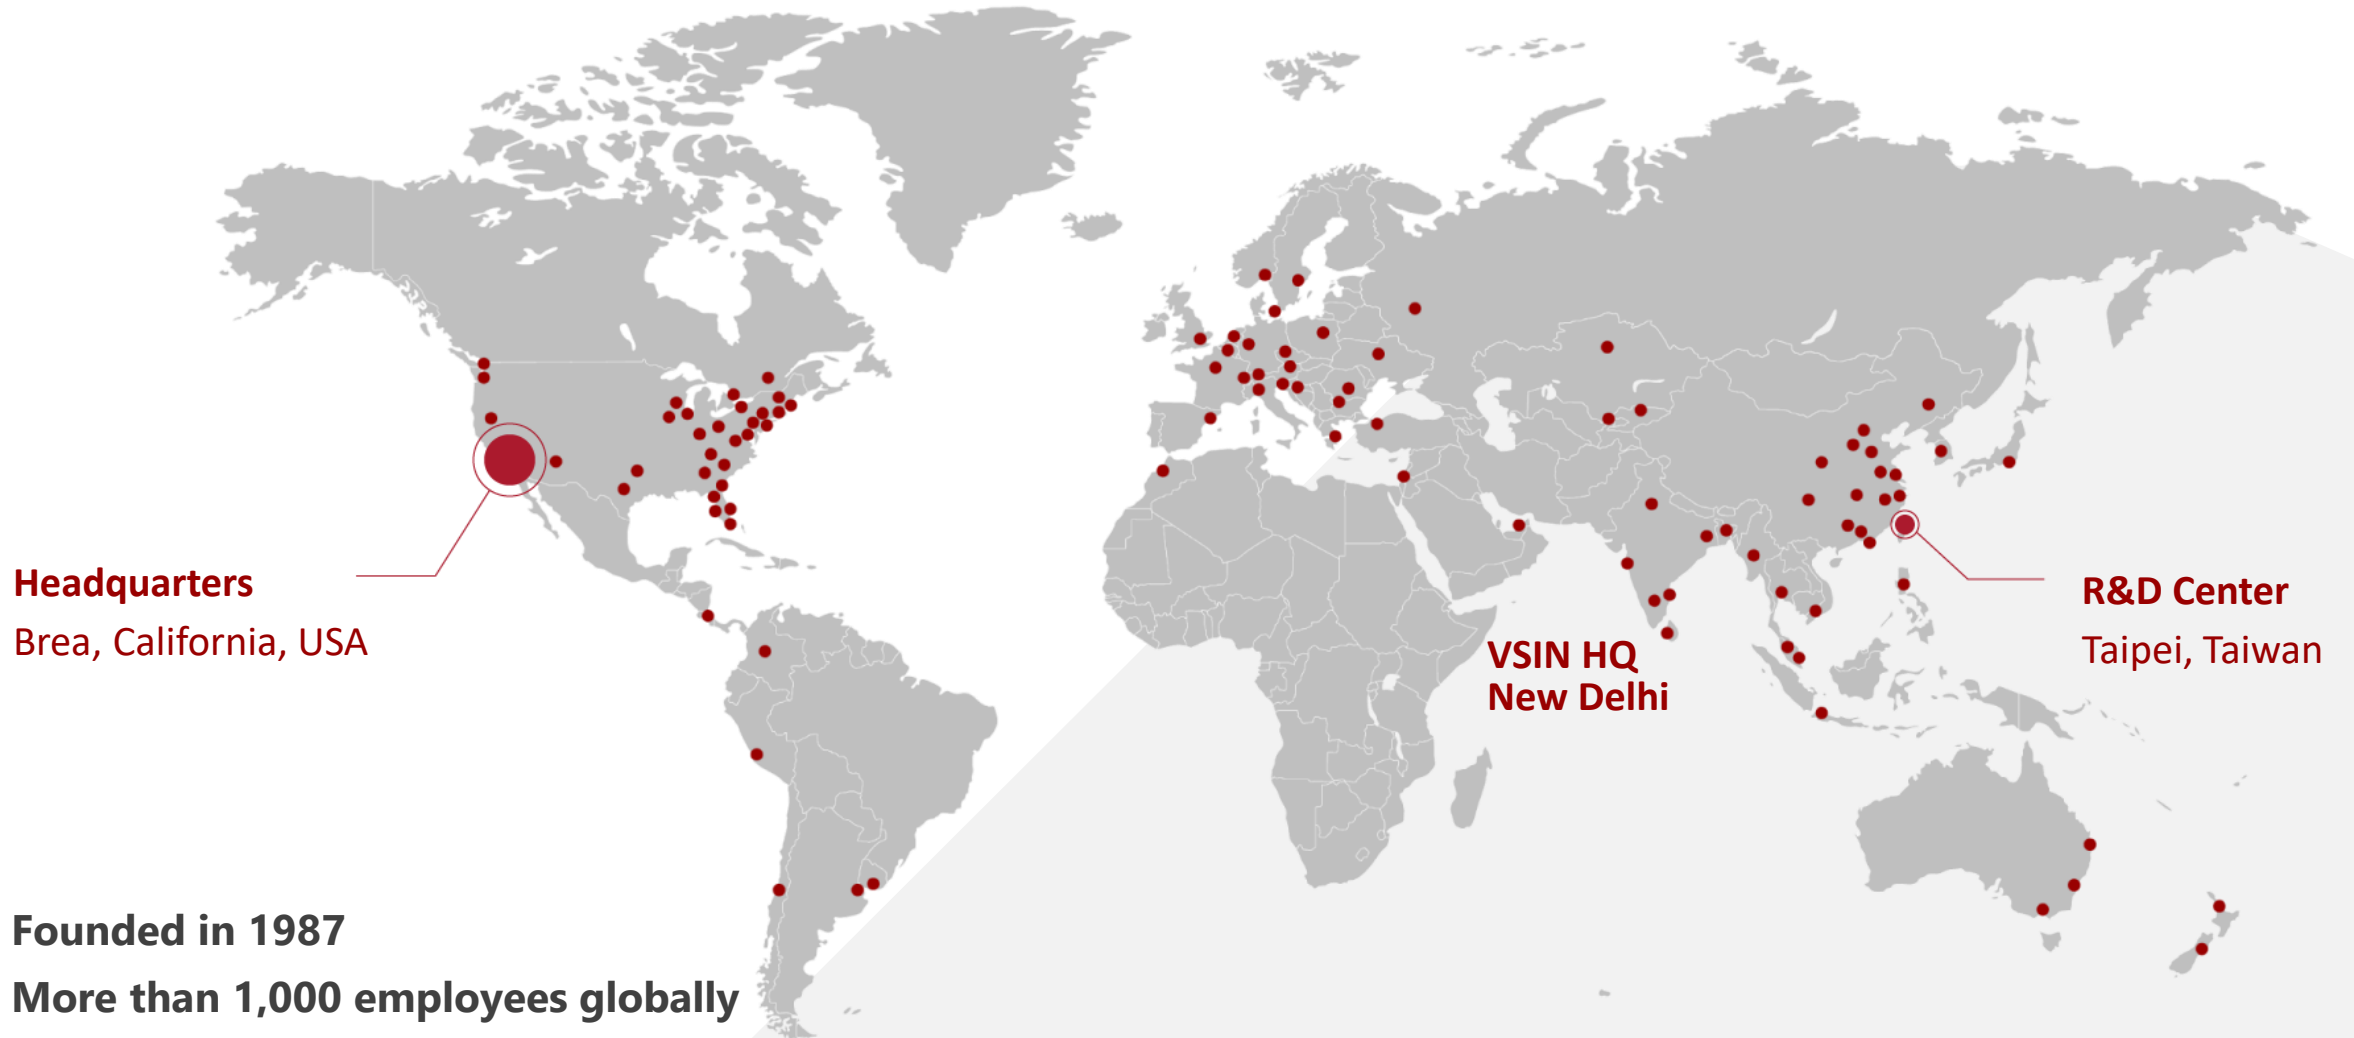 Headquarters
Brea, California, USA
VSIN HQ
New Delhi
R&D Center
Taipei, Taiwan
Founded in 1987
More than 1,000 employees globally